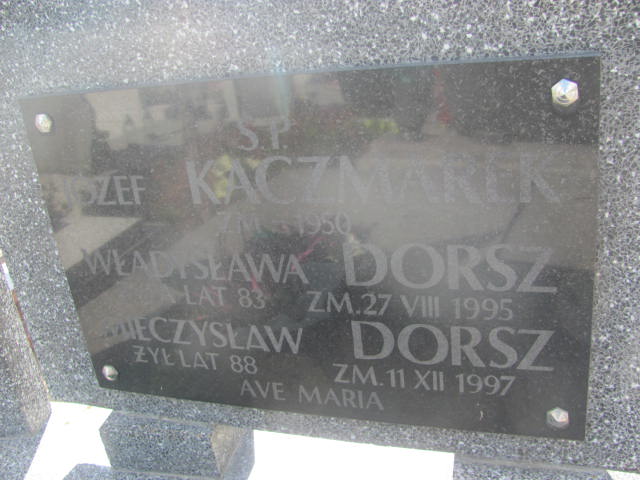 Ś.P.
JÓZEF KACZMAREK
ZM. 1950
WŁADYSŁAWA DORSZ
LAT 83 ZM.27 VIII 1995
MIECZYSŁAW DORSZ
ŻYŁ LAT 88 ZM.11 XII 1997
AVE MARIA